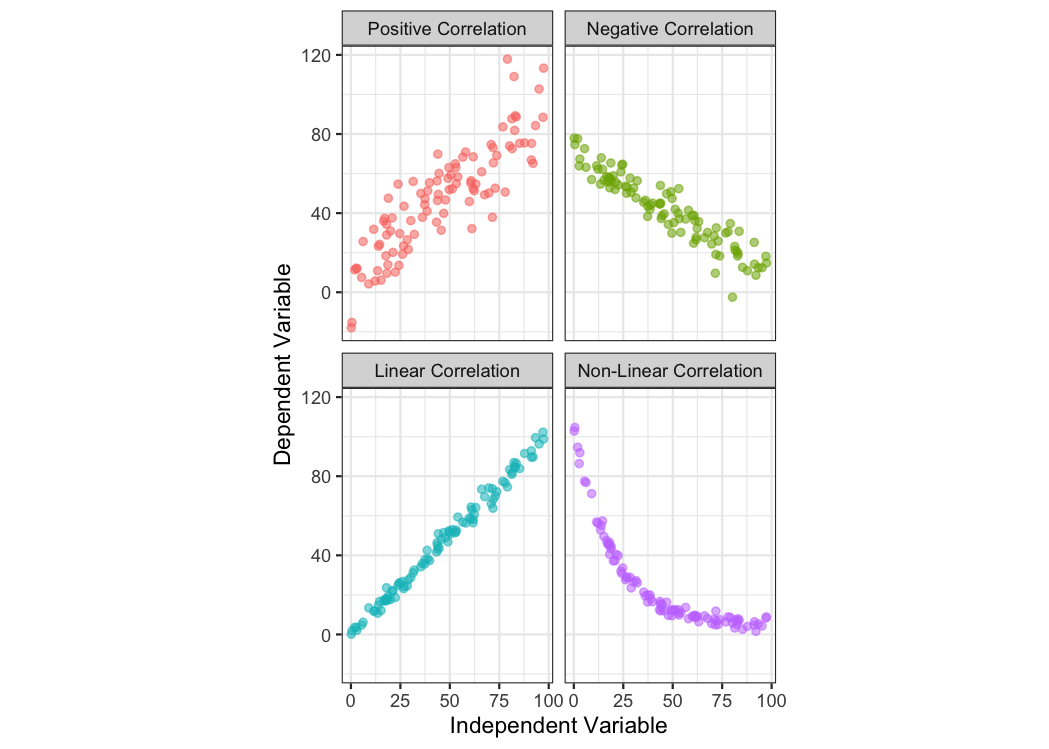 Positive Correlation
Negative Correlation
120
80
40
0
Dependent Variable
Linear Correlation
Non-Linear Correlation
120
80
40
0
0 25 50 75 100 0 25 50 75 100
Independent Variable